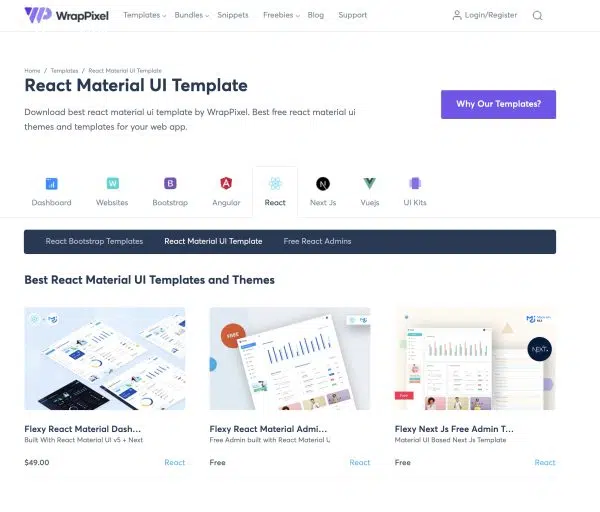 WrapPixel Templates Bundles Snippets Freebies Blog Support Login/Register
Home / Templates / React Material UI Template
React Material UI Template
Download best react material ui template by WrapPixel. Best free react material ui
themes and templates for your web app.
Why Our Templates?
Dashboard Websites Bootstrap Angular React Next Js Vuejs UI Kits
React Bootstrap Templates React Material UI Template Free React Admins
Best React Material UI Templates and Themes
FREE
NEXT
Free
Flexy React Material Dash... Flexy React Material Admi... Flexy Next Js Free Admin T...
Built With React Material UI v5 + Next Free Admin built with React Material U Material UI Based Next Js Template
$49.00 React Free React Free React